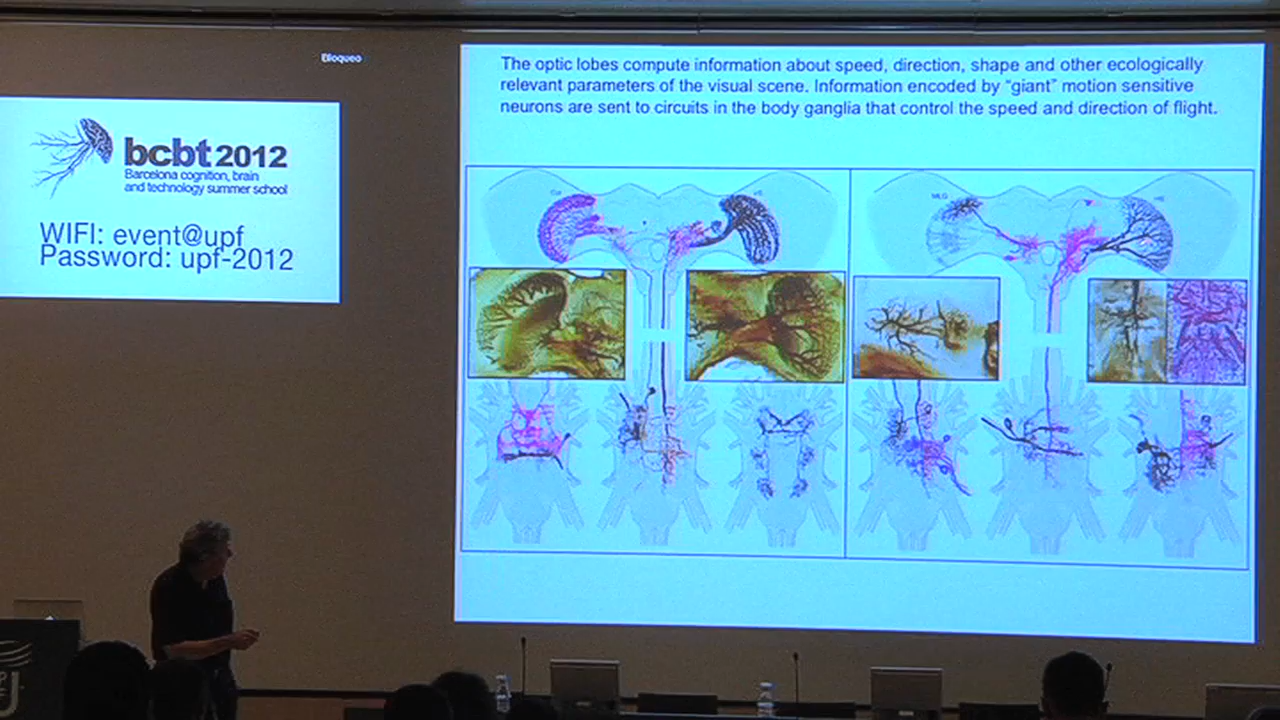 Bloqueo
bcbt 2012
Barcelona cognition, brain
and technology summer school
WIFI: event@upf
Password: upf-2012
The optic lobes compute information about speed, direction, shape and other ecologically
relevant parameters of the visual scene. Information encoded by "giant" motion sensitive
neurons are sent to circuits in the body ganglia that control the speed and direction of flight.